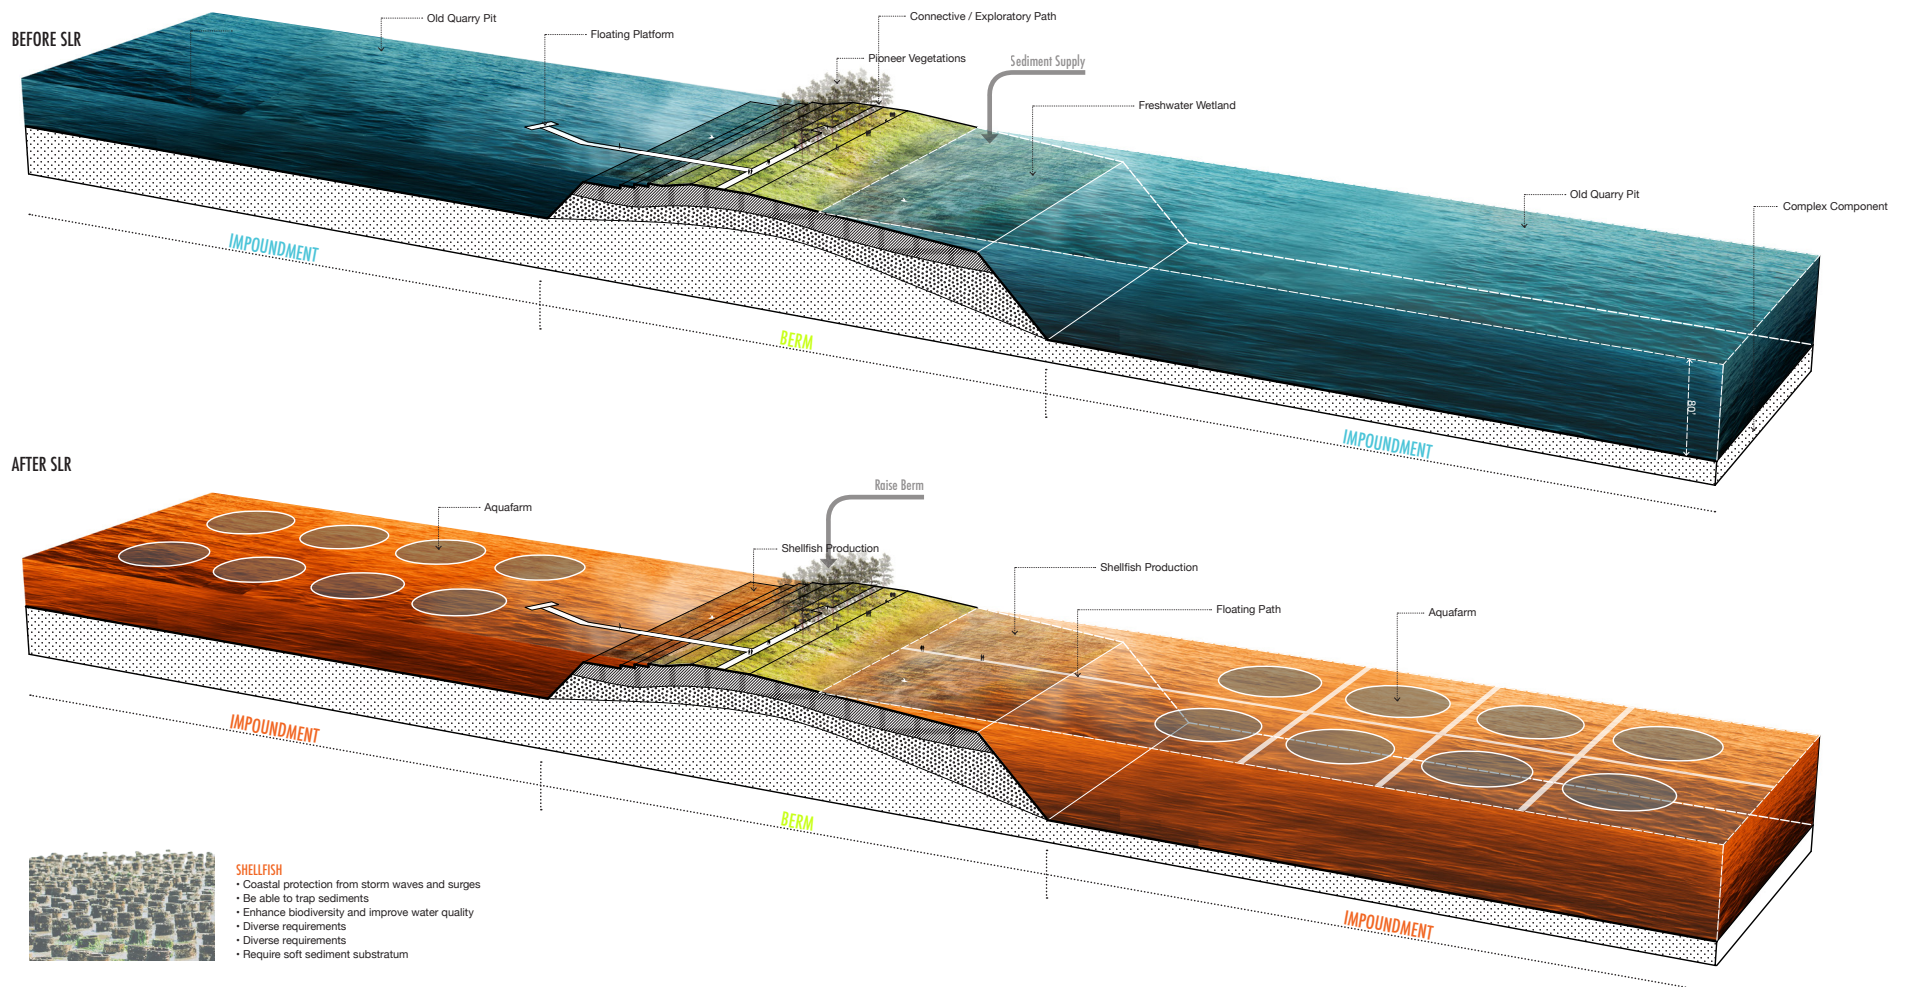 BEFORE SLR
Old Quarry Pit
Floating Platform
Connective / Exploratory Path
Pioneer Vegetations
Sediment Supply
Freshwater Wetland
Old Quarry Pit
Complex Component
80'
IMPOUNDMENT
BERM
IMPOUNDMENT
AFTER SLR
Raise Berm
Aquafarm
Shellfish Production
Shellfish Production
Floating Path
Aquafarm
IMPOUNDMENT
BERM
IMPOUNDMENT
SHELLFISH
• Coastal protection from storm waves and surges
• Be able to trap sediments
• Enhance biodiversity and improve water quality
• Diverse requirements
• Diverse requirements
• Require soft sediment substratum